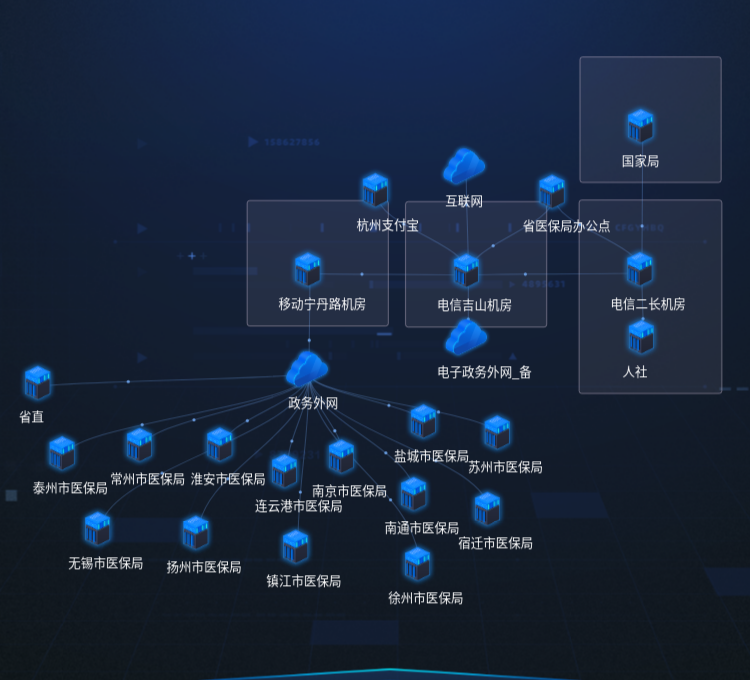 国家局
互联网
杭州支付宝
省医保局办公点
移动宁丹路机房
电信吉山机房
电信二长机房
电子政务外网_备
人社
政务外网
省直
盐城市医保局
苏州市医保局
泰州市医保局
常州市医保局
淮安市医保局
连云港市医保局
南京市医保局
南通市医保局
宿迁市医保局
无锡市医保局
扬州市医保局
镇江市医保局
徐州市医保局